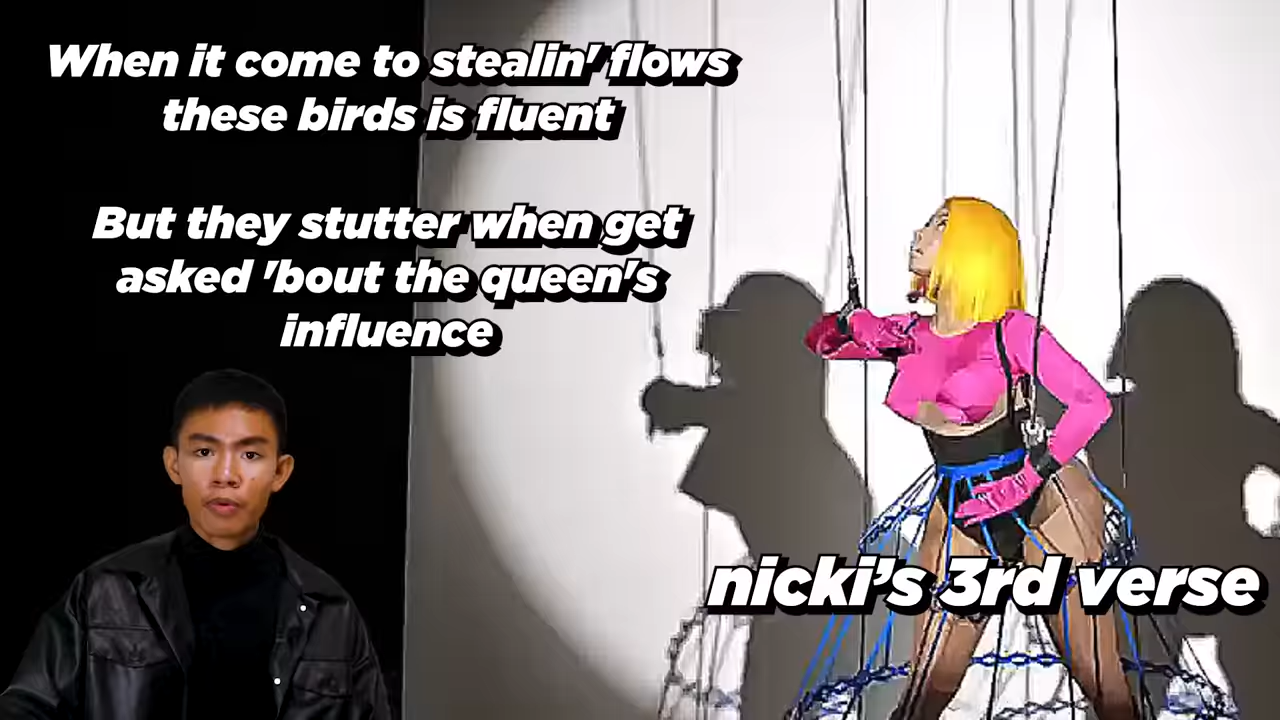 When it come to stealin' flows
these birds is fluent
But they stutter when get
asked 'bout the queen's
influence
nicki’s 3rd verse